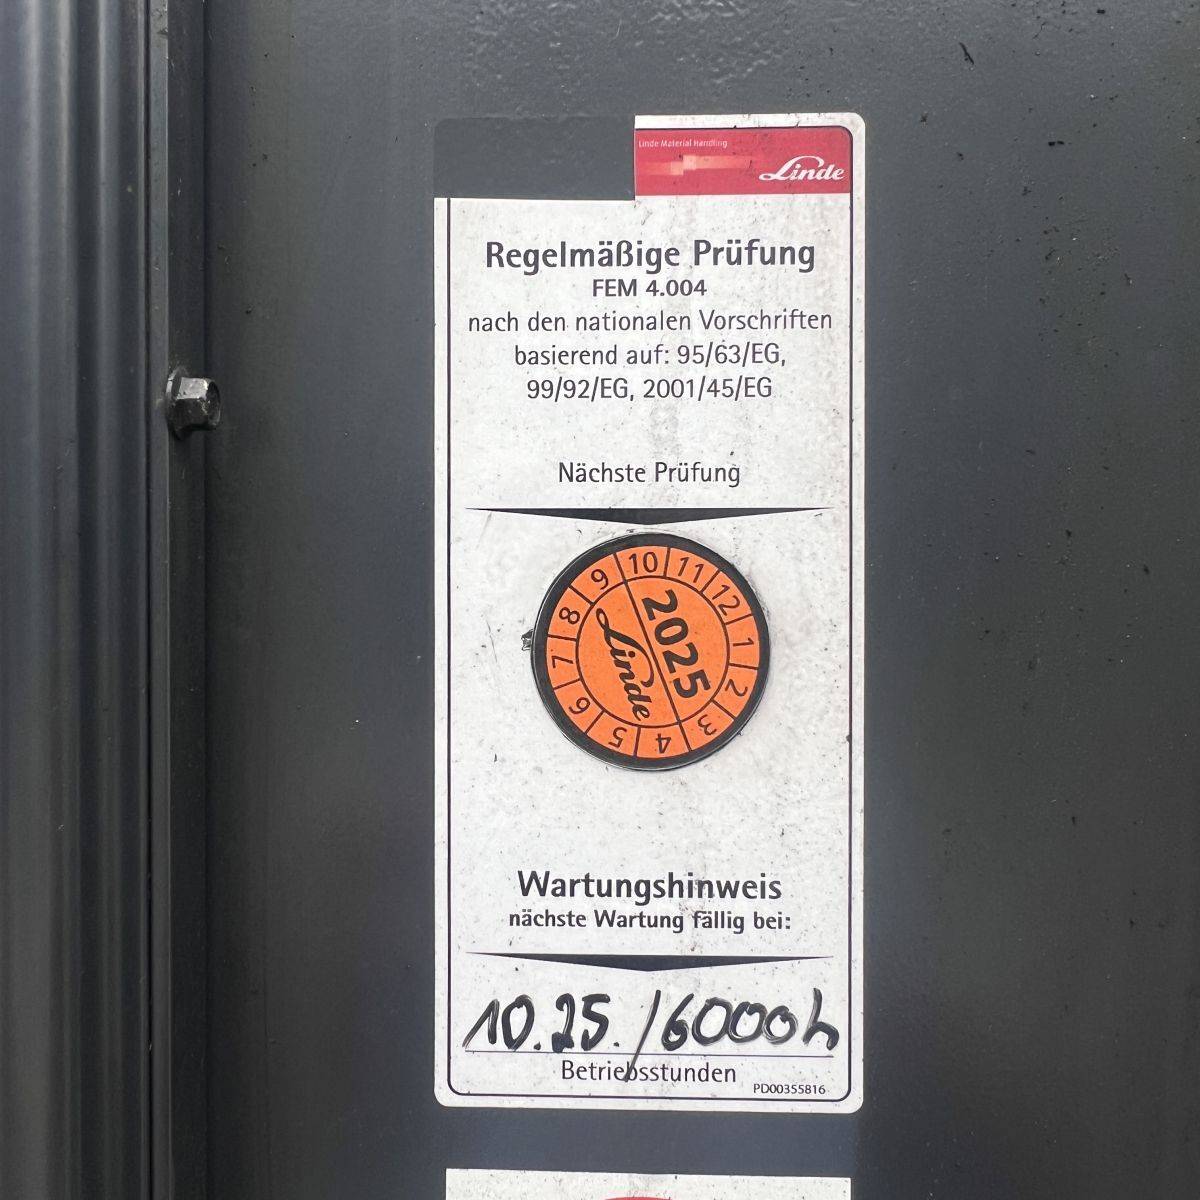 Linde Material Handling
Linde
Regelmäßige Prüfung
FEM 4.004
nach den nationalen Vorschriften
basierend auf: 95/63/EG,
99/92/EG, 2001/45/EG
Nächste Prüfung
10 11 12 1 2 3 4 5 6 7 8 9
2025
Linde
Wartungshinweis
nächste Wartung fällig bei:
10.25./6000h
Betriebsstunden
PD00355816